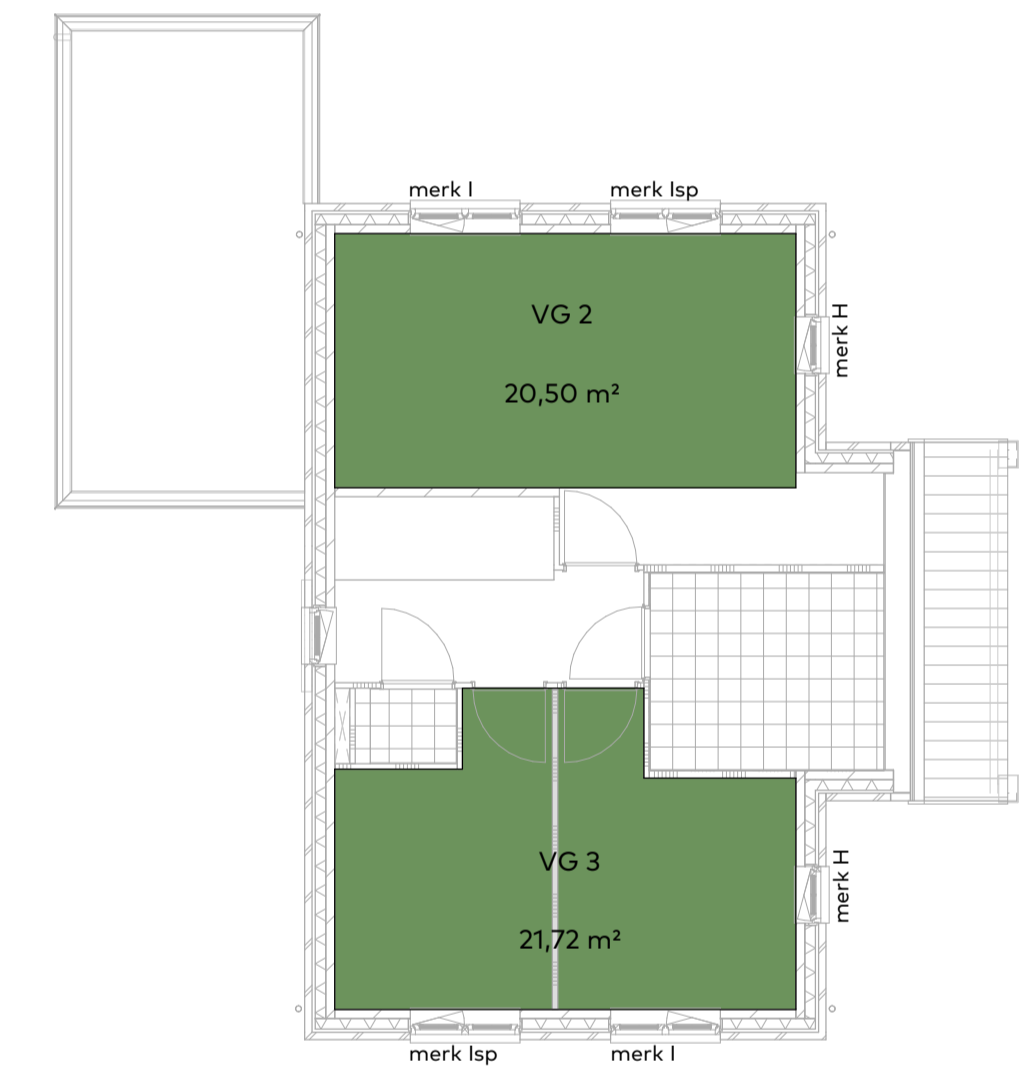 merk I
merk Isp
merk H
VG 2
20,50 m²
VG 3
21,72 m²
merk H
merk Isp
merk I